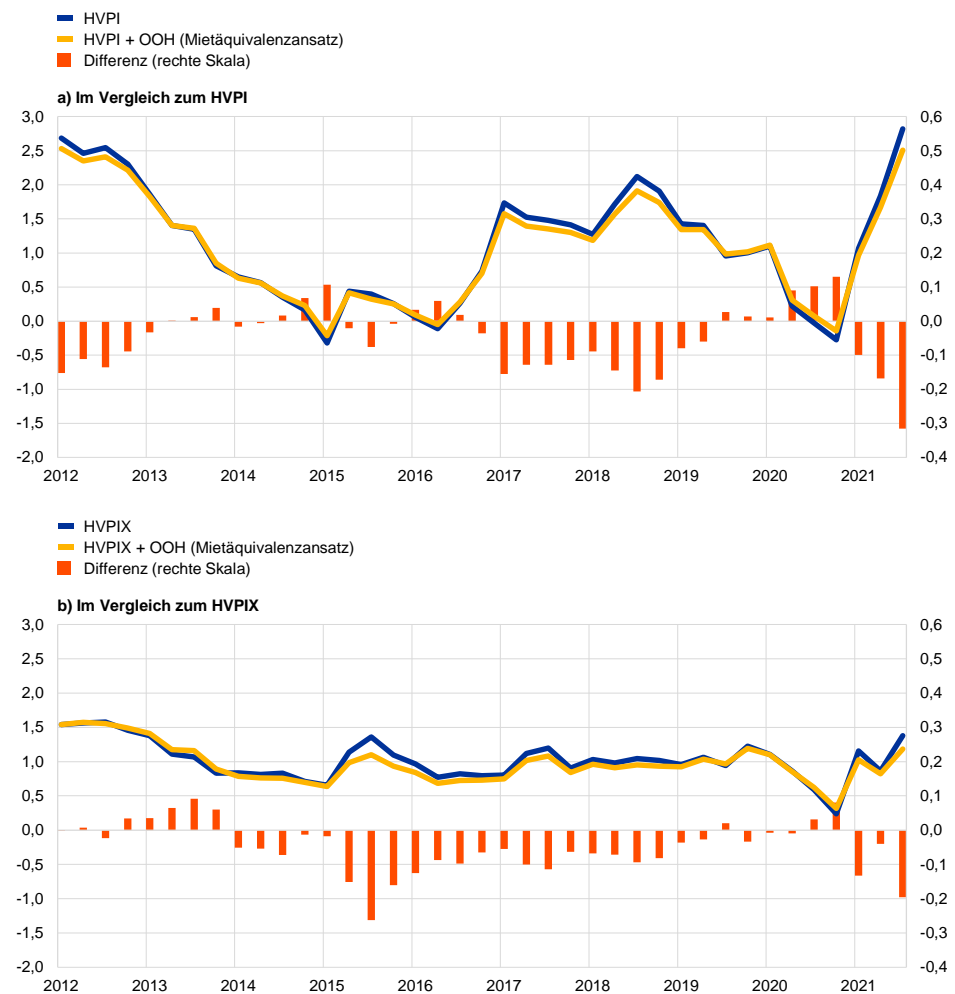 HVPI
HVPI + OOH (Mietäquivalenzansatz)
Differenz (rechte Skala)
a) Im Vergleich zum HVPI
3,0 0,6
2,5 0,5
2,0 0,4
1,5 0,3
1,0 0,2
0,5 0,1
0,0 0,0
-0,5 -0,1
-1,0 -0,2
-1,5 -0,3
-2,0 -0,4
2012 2013 2014 2015 2016 2017 2018 2019 2020 2021
HVPIX
HVPIX + OOH (Mietäquivalenzansatz)
Differenz (rechte Skala)
b) Im Vergleich zum HVPIX
3,0 0,6
2,5 0,5
2,0 0,4
1,5 0,3
1,0 0,2
0,5 0,1
0,0 0,0
-0,5 -0,1
-1,0 -0,2
-1,5 -0,3
-2,0 -0,4
2012 2013 2014 2015 2016 2017 2018 2019 2020 2021